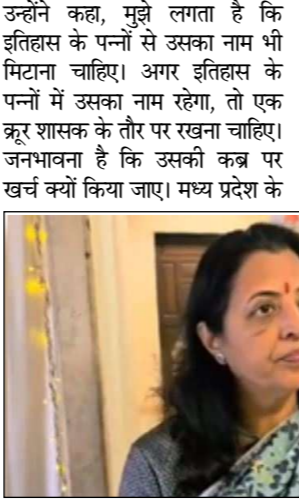 उन्होंने कहा, मुझे लगता है कि
इतिहास के पन्नों से उसका नाम भी
मिटाना चाहिए। अगर इतिहास के
पन्नों में उसका नाम रहेगा, तो एक
क्रूर शासक के तौर पर रखना चाहिए।
जनभावना है कि उसकी कब्र पर
खर्च क्यों किया जाए। मध्य प्रदेश के